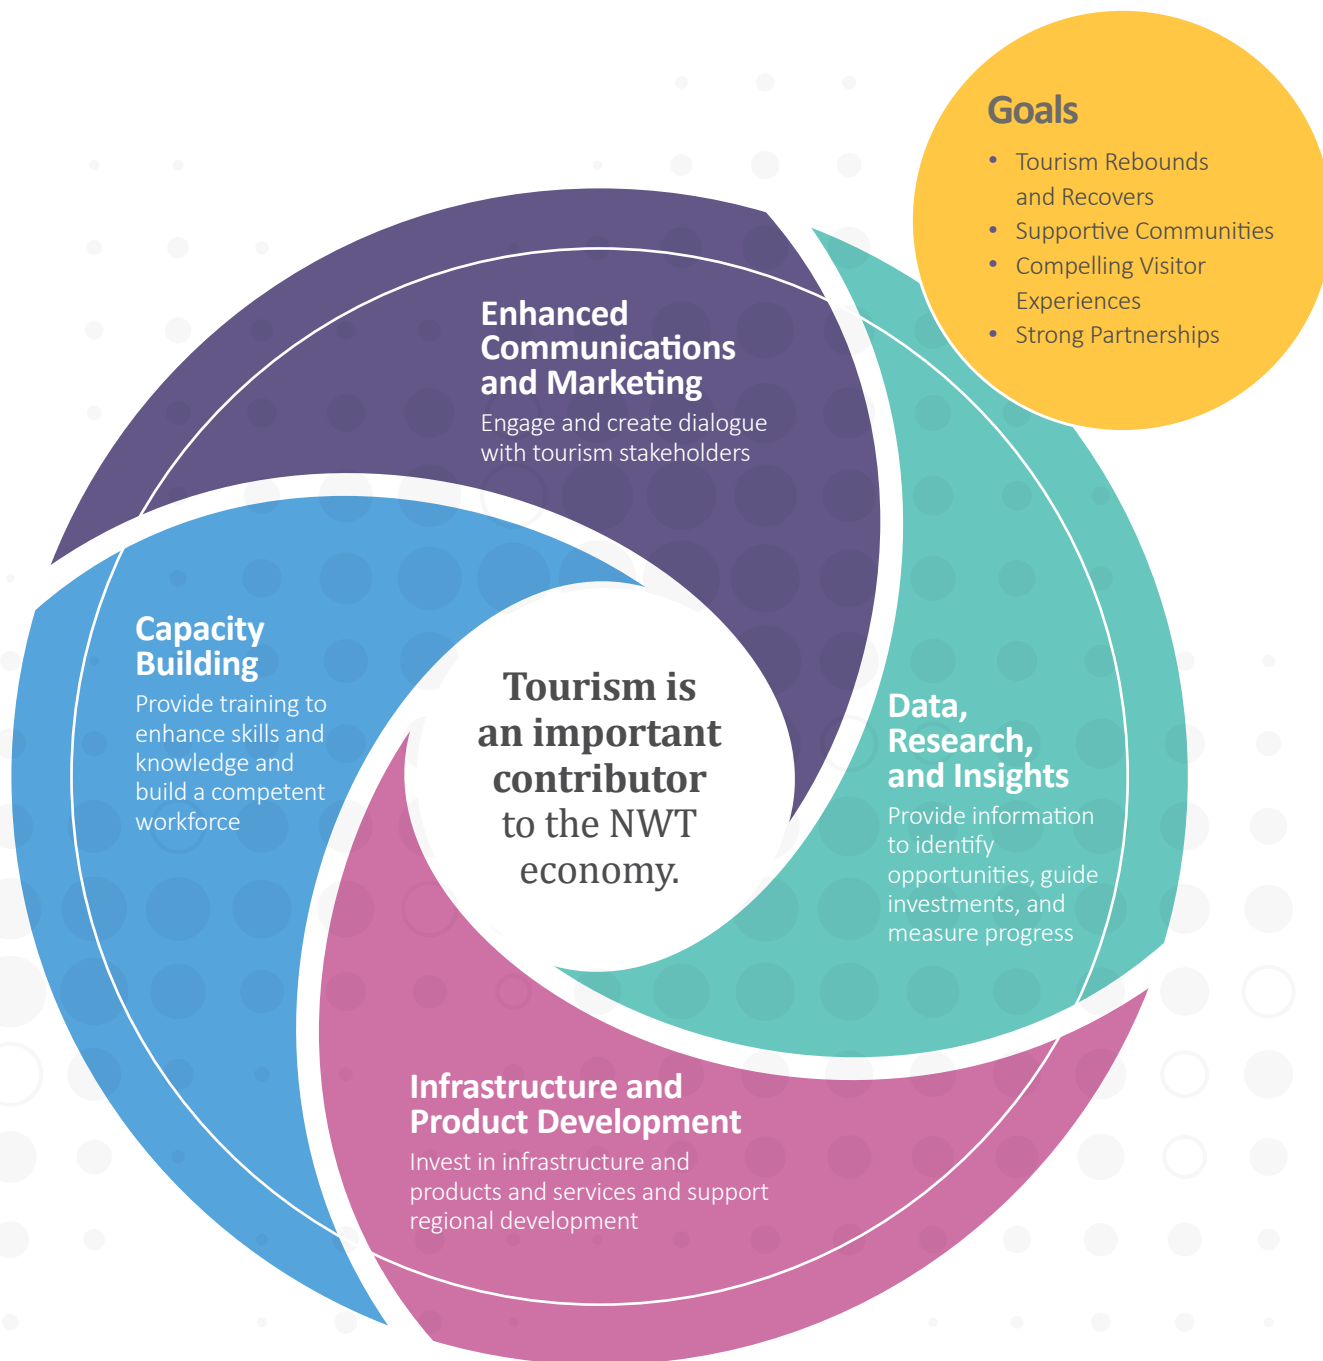 Goals
• Tourism Rebounds
and Recovers
• Supportive Communities
• Compelling Visitor
Experiences
• Strong Partnerships
Enhanced
Communications
and Marketing
Engage and create dialogue
with tourism stakeholders
Capacity
Building
Provide training to
enhance skills and
knowledge and
build a competent
workforce
Tourism is
an important
contributor
to the NWT
economy.
Data,
Research,
and Insights
Provide information
to identify
opportunities, guide
investments, and
measure progress
Infrastructure and
Product Development
Invest in infrastructure and
products and services and support
regional development